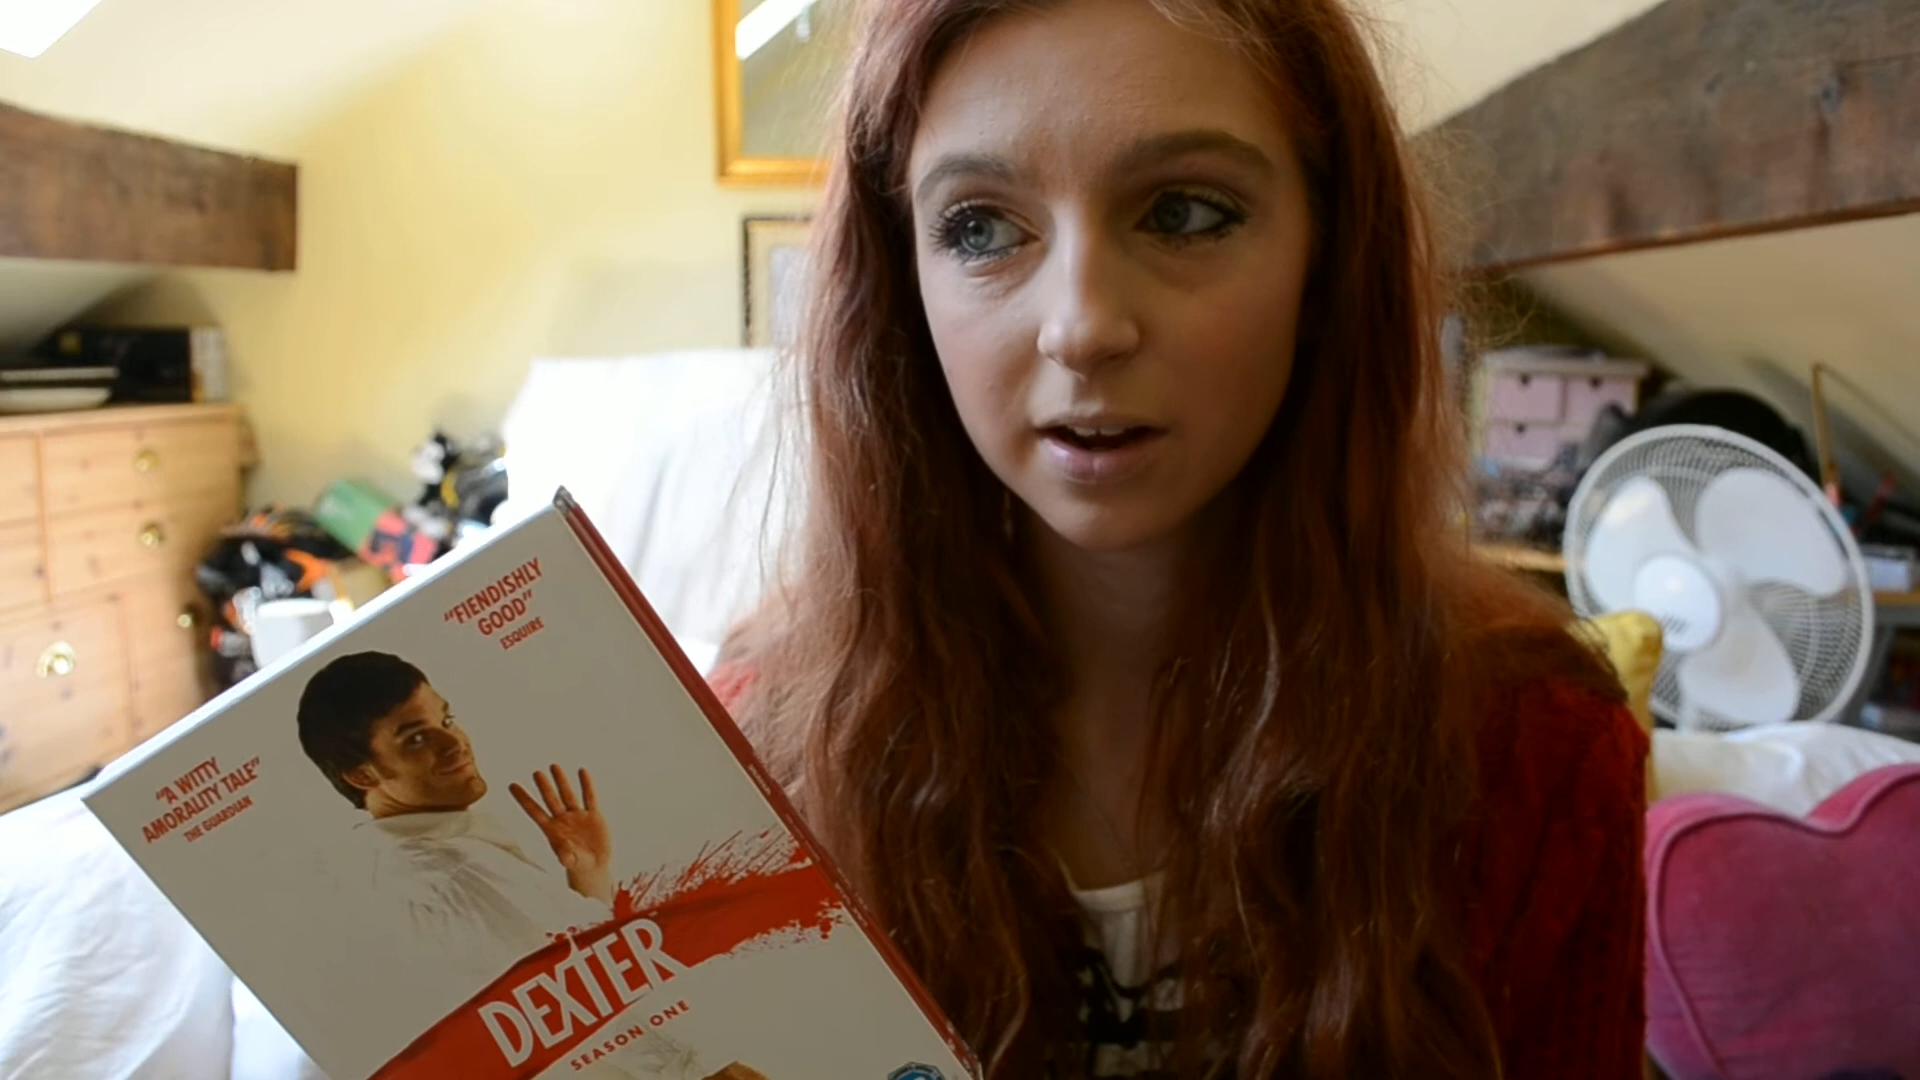 "FIENDISHLY
GOOD"
ESQUIRE
"A WITTY
AMORALITY TALE"
THE GUARDIAN
DEXTER
SEASON ONE